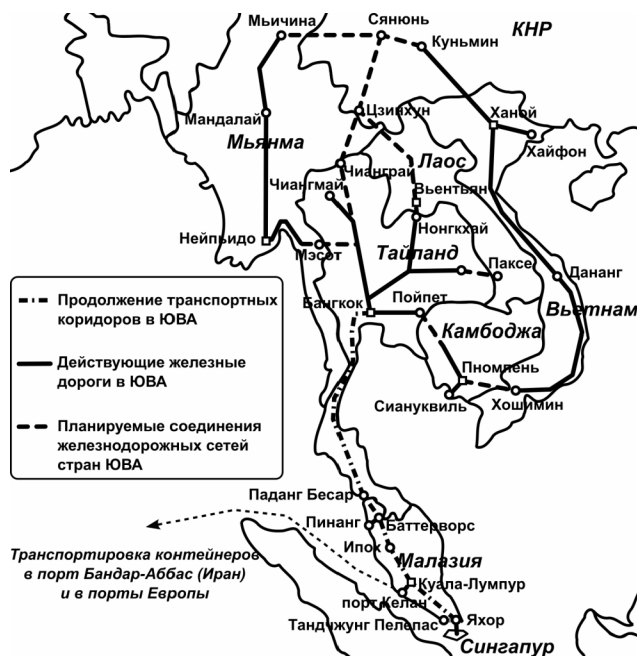 КНР
Мьичина
Сянюнь
Куньмин
Мандалай
Мьянма
Цзинхун
Ханой
Хайфон
Лаос
Чианграи
Чиангмай
Вьентьян
Нонгкхай
Нейпьидо
Мэсот
Тайланд
Паксе
Дананг
Бангкок
Пойпет
Вьетнам
Камбоджа
Пномпень
Сиануквиль
Хошимин
Продолжение транспортных
коридоров в ЮВА
Действующие железные
дороги в ЮВА
Планируемые соединения
железнодорожных сетей
стран ЮВА
Паданг Бесар
Пинанг
Баттерворс
Ипох
Малазия
Куала-Лумпур
порт Келан
Тандчжунг Пелепас
Яхор
Сингапур
Транспортировка контейнеров
в порт Бандар-Аббас (Иран)
и в порты Европы